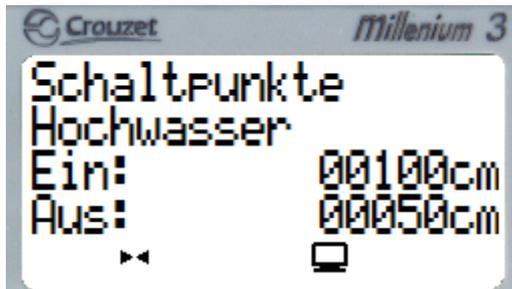 Crouzet Millenium 3
Schaltpunkte
Hochwasser
Ein: 00100cm
Aus: 00050cm